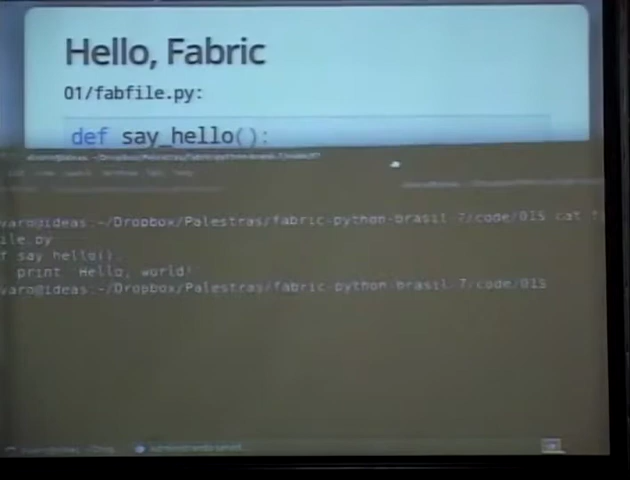 Hello, Fabric
01/fabfile.py:
def say_hello():
varo@ideas:~/Dropbox/Palestras/fabric-python-brasil-7/code/01$ cat f
ile.py
f say_hello():
print 'Hello, world!'
varo@ideas:~/Dropbox/Palestras/fabric-python-brasil-7/code/01$